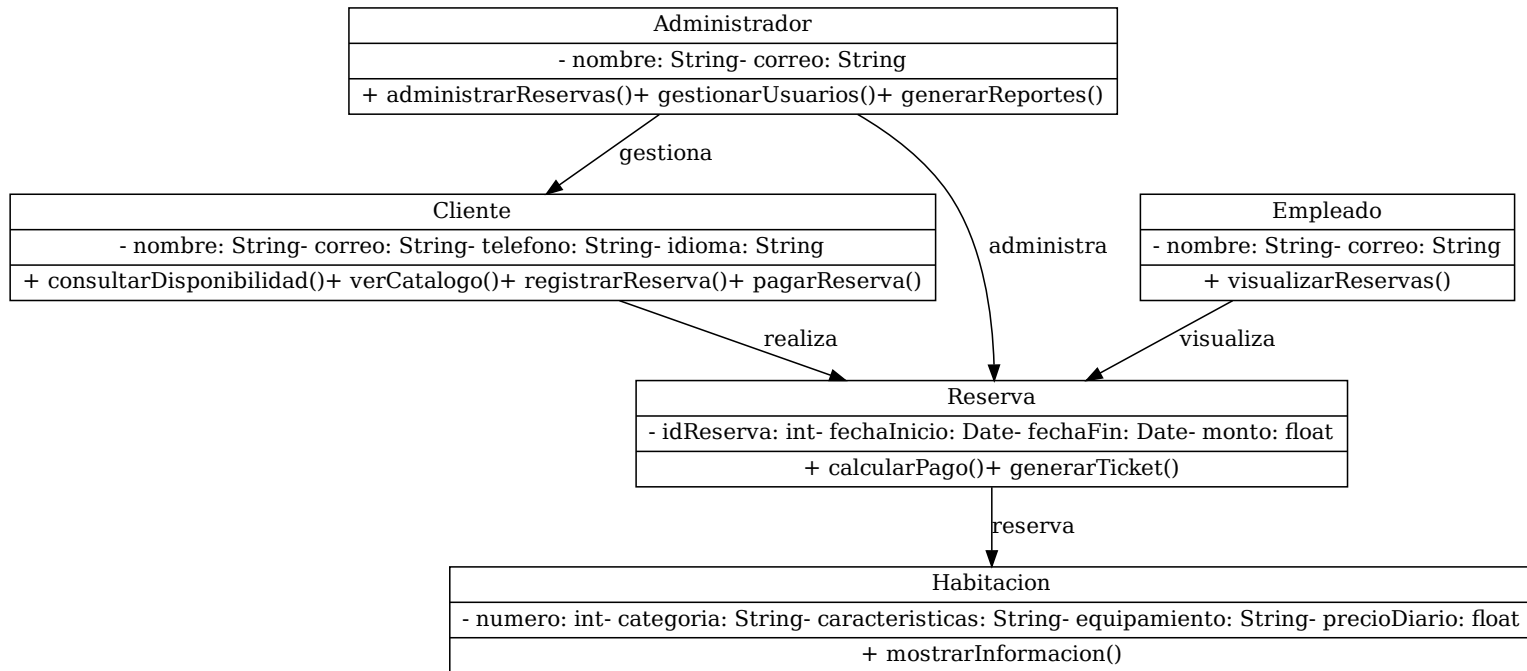 Administrador
- nombre: String- correo: String
+ administrarReservas()+ gestionarUsuarios()+ generarReportes()
gestiona
Cliente
- nombre: String- correo: String- telefono: String- idioma: String
+ consultarDisponibilidad()+ verCatalogo()+ registrarReserva()+ pagarReserva()
administra
Empleado
- nombre: String- correo: String
+ visualizarReservas()
realiza
visualiza
Reserva
- idReserva: int- fechaInicio: Date- fechaFin: Date- monto: float
+ calcularPago()+ generarTicket()
reserva
Habitacion
- numero: int- categoria: String- caracteristicas: String- equipamiento: String- precioDiario: float
+ mostrarInformacion()